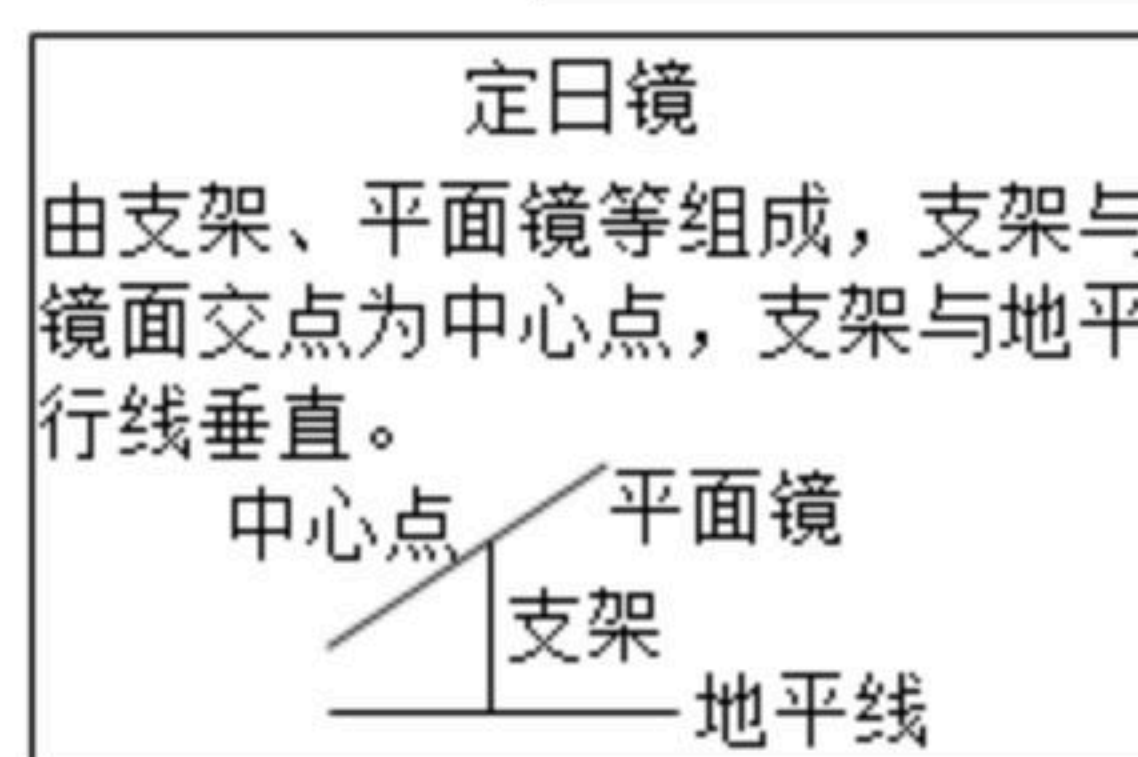 定日镜
由支架、平面镜等组成，支架与
镜面交点为中心点，支架与地平
行线垂直。
中心点
平面镜
支架
地平线